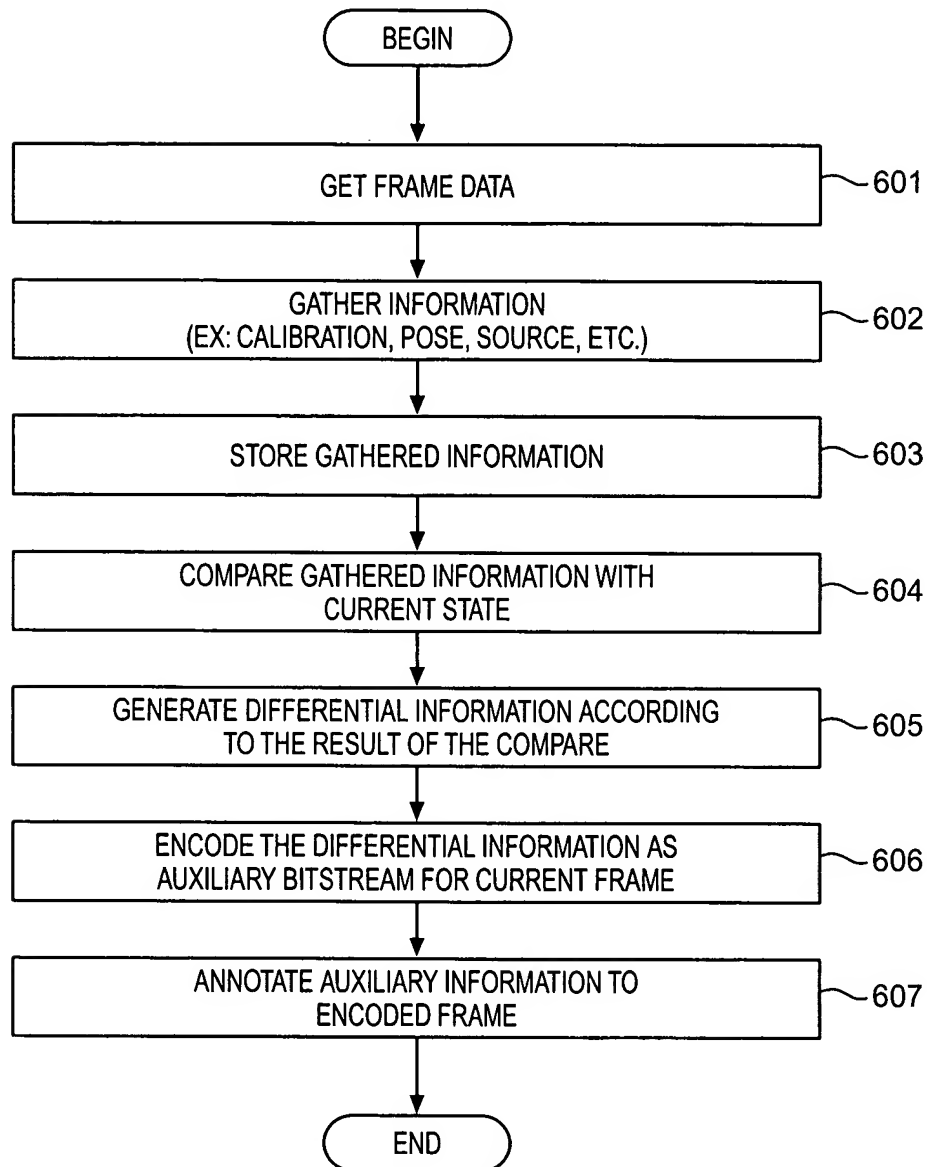 BEGIN
GET FRAME DATA
601
GATHER INFORMATION
(EX: CALIBRATION, POSE, SOURCE, ETC.)
602
STORE GATHERED INFORMATION
603
COMPARE GATHERED INFORMATION WITH
CURRENT STATE
604
GENERATE DIFFERENTIAL INFORMATION ACCORDING
TO THE RESULT OF THE COMPARE
605
ENCODE THE DIFFERENTIAL INFORMATION AS
AUXILIARY BITSTREAM FOR CURRENT FRAME
606
ANNOTATE AUXILIARY INFORMATION TO
ENCODED FRAME
607
END